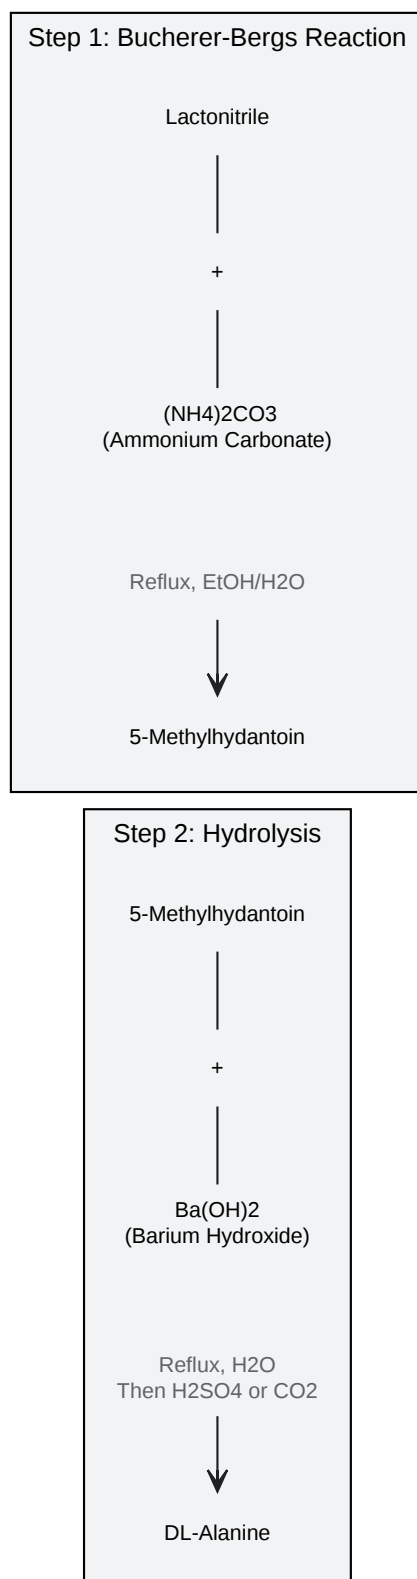 Step 1: Bucherer-Bergs Reaction
Lactonitrile
+
(NH4)2CO3
(Ammonium Carbonate)
Reflux, EtOH/H2O
5-Methylhydantoin
Step 2: Hydrolysis
5-Methylhydantoin
+
Ba(OH)2
(Barium Hydroxide)
Reflux, H2O
Then H2SO4 or CO2
DL-Alanine